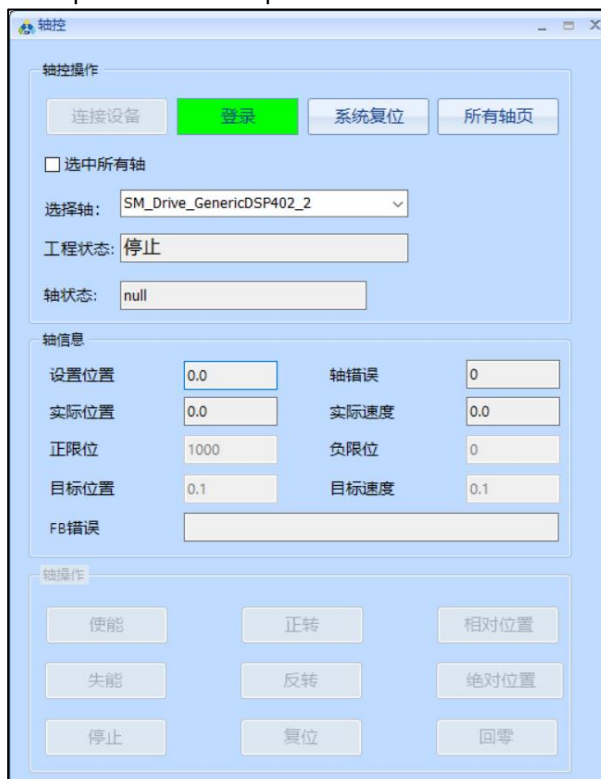 轴控
轴控操作
连接设备 登录 系统复位 所有轴页
选中所有轴
选择轴: SM_Drive_GenericDSP402_2
工程状态: 停止
轴状态: null
轴信息
设置位置 0.0 轴错误 0
实际位置 0.0 实际速度 0.0
正限位 1000 负限位 0
目标位置 0.1 目标速度 0.1
FB错误
轴操作
使能 正转 相对位置
失能 反转 绝对位置
停止 复位 回零